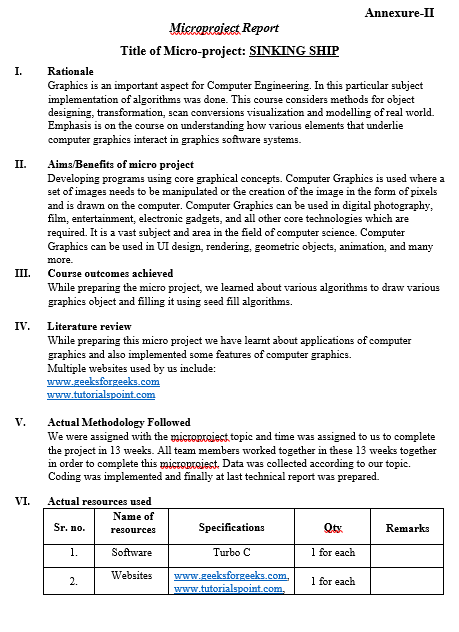 Annexure-II
Microproject Report
Title of Micro-project: SINKING SHIP
I. Rationale
Graphics is an important aspect for Computer Engineering. In this particular subject
implementation of algorithms was done. This course considers methods for object
designing, transformation, scan conversions visualization and modelling of real world.
Emphasis is on the course on understanding how various elements that underlie
computer graphics interact in graphics software systems.
II. Aims/Benefits of micro project
Developing programs using core graphical concepts. Computer Graphics is used where a
set of images needs to be manipulated or the creation of the image in the form of pixels
and is drawn on the computer. Computer Graphics can be used in digital photography,
film, entertainment, electronic gadgets, and all other core technologies which are
required. It is a vast subject and area in the field of computer science. Computer
Graphics can be used in UI design, rendering, geometric objects, animation, and many
more.
III. Course outcomes achieved
While preparing the micro project, we learned about various algorithms to draw various
graphics object and filling it using seed fill algorithms.
IV. Literature review
While preparing this micro project we have learnt about applications of computer
graphics and also implemented some features of computer graphics.
Multiple websites used by us include:
www.geeksforgeeks.com
www.tutorialspoint.com
V. Actual Methodology Followed
We were assigned with the microproject topic and time was assigned to us to complete
the project in 13 weeks. All team members worked together in these 13 weeks together
in order to complete this microproject. Data was collected according to our topic.
Coding was implemented and finally at last technical report was prepared.
VI. Actual resources used
Sr. no. Name of resources Specifications Qty Remarks
1. Software Turbo C 1 for each
2. Websites www.geeksforgeeks.com, 1 for each
www.tutorialspoint.com,